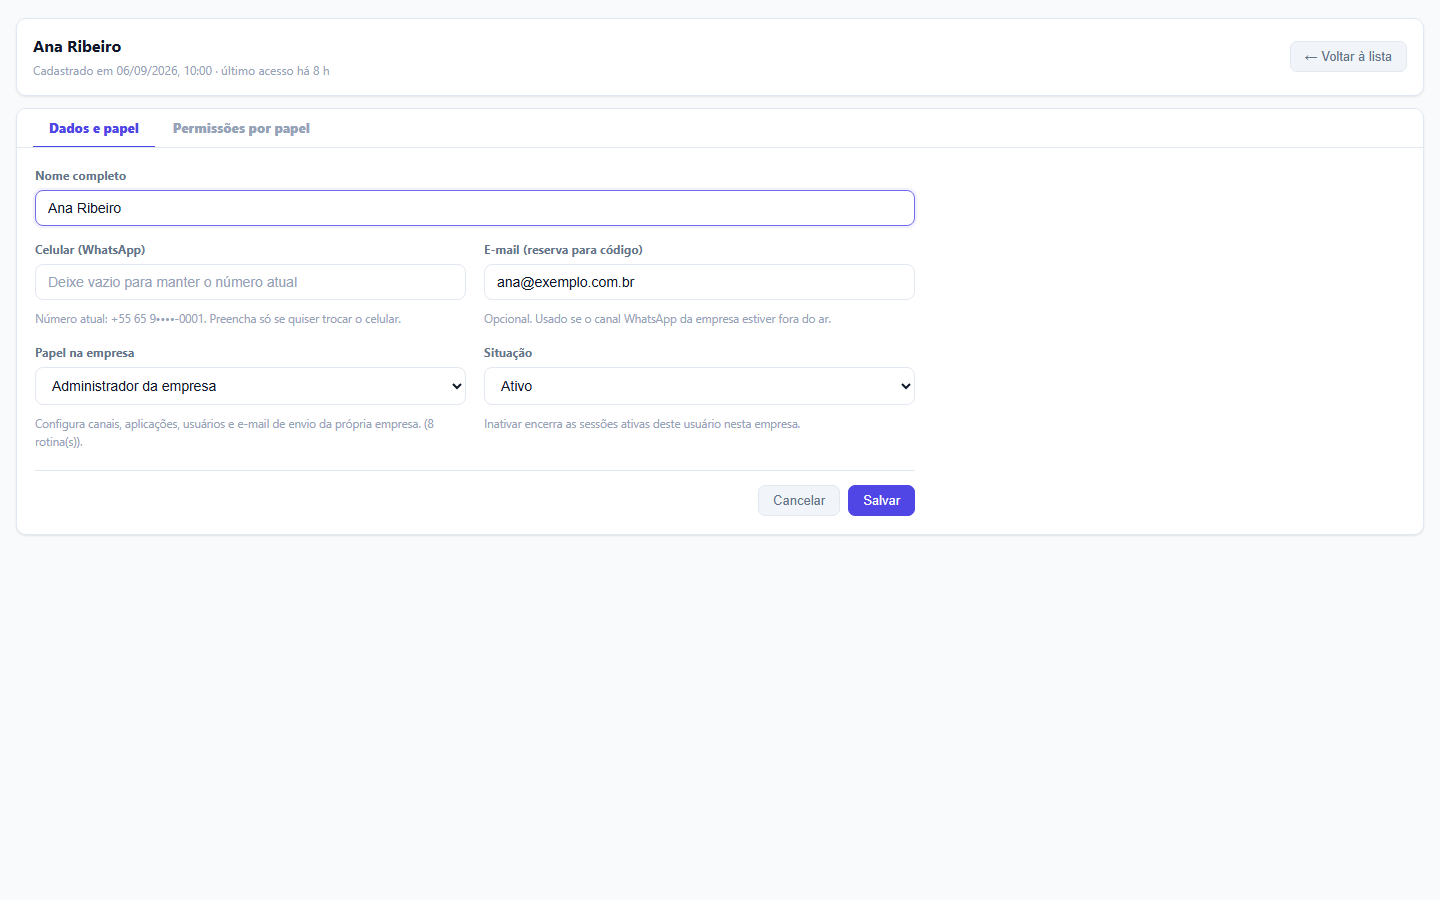 Ana Ribeiro
Cadastrado em 06/09/2026, 10:00 · último acesso há 8 h
← Voltar à lista
Dados e papel
Permissões por papel
Nome completo
Ana Ribeiro
Celular (WhatsApp)
E-mail (reserva para código)
Deixe vazio para manter o número atual
ana@exemplo.com.br
Número atual: +55 65 9••••-0001. Preencha só se quiser trocar o celular.
Opcional. Usado se o canal WhatsApp da empresa estiver fora do ar.
Papel na empresa
Situação
Administrador da empresa
Ativo
Configura canais, aplicações, usuários e e-mail de envio da própria empresa. (8
rotina(s)).
Inativar encerra as sessões ativas deste usuário nesta empresa.
Cancelar
Salvar